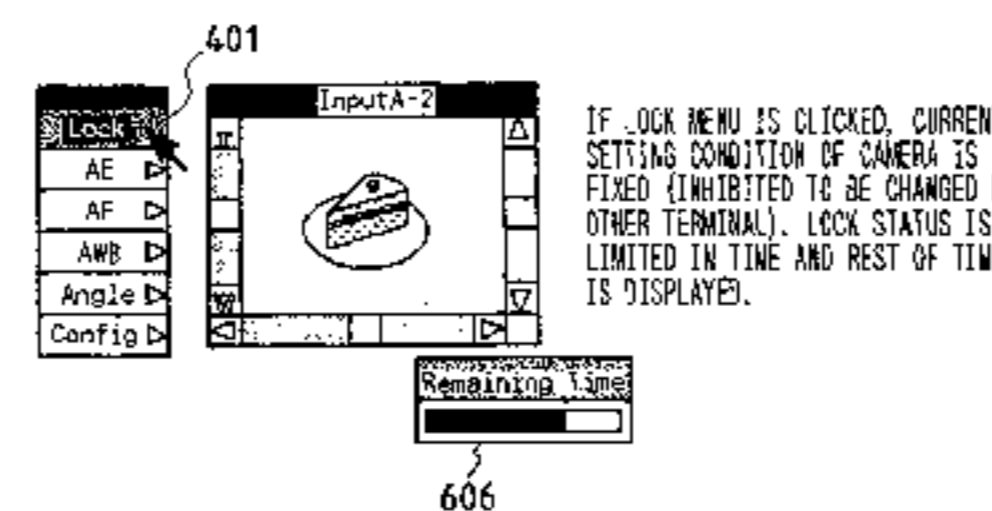 401
InputA-2
Lock
AE
AF
AWB
Angle
Config
T
W
IF LOCK MENU IS CLICKED, CURREN
SETTING CONDITION OF CAMERA IS
FIXED (INHIBITED TO BE CHANGED
OTHER TERMINAL). LOCK STATUS IS
LIMITED IN TIME AND REST OF TIM
IS DISPLAYED.
Remaining Time
606